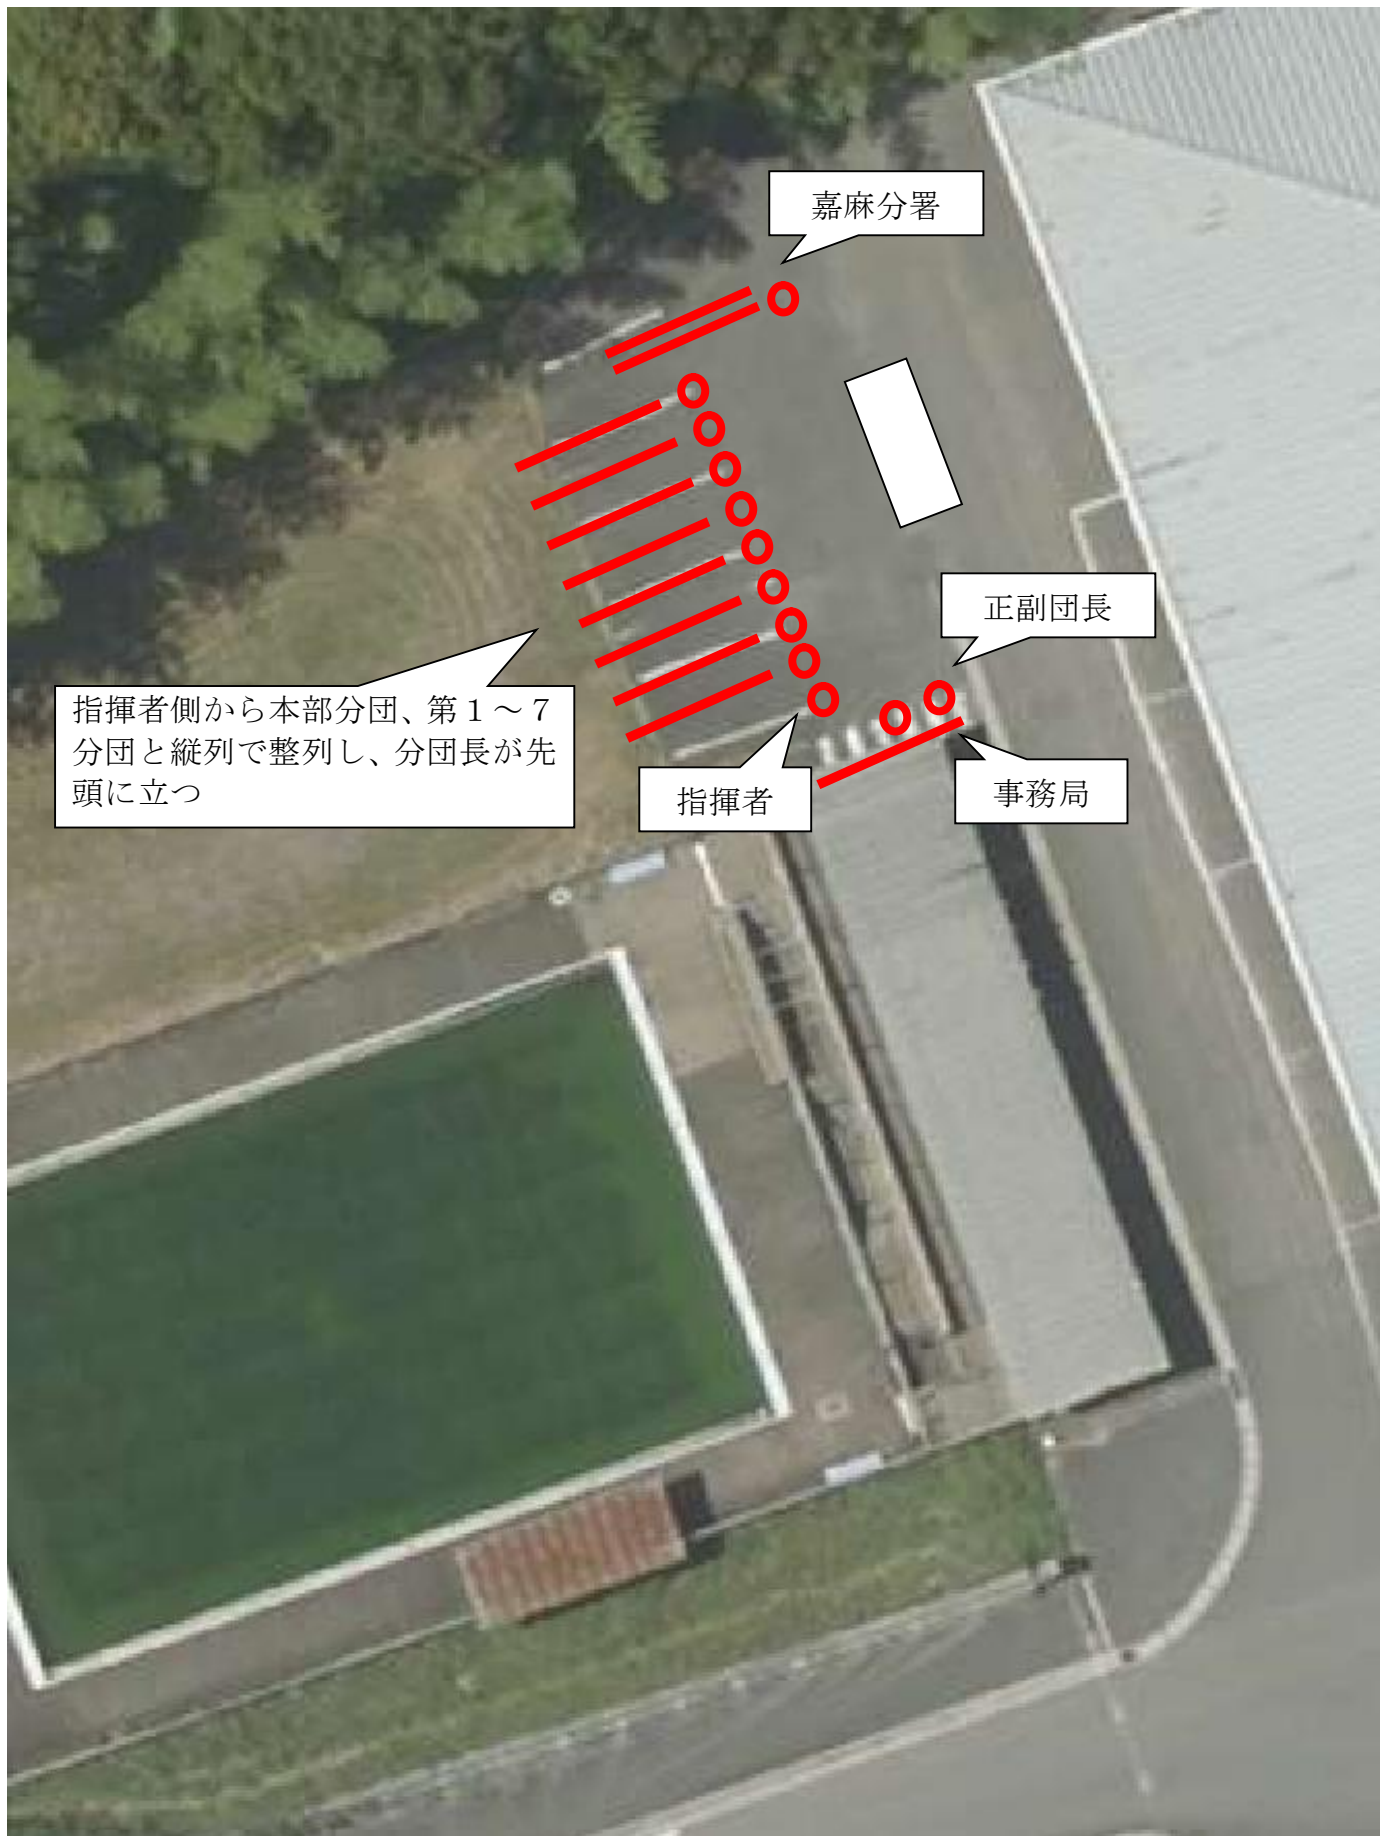 嘉麻分署
正副団長
指揮者側から本部分団、第１～７
分団と縦列で整列し、分団長が先
頭に立つ
指揮者
事務局